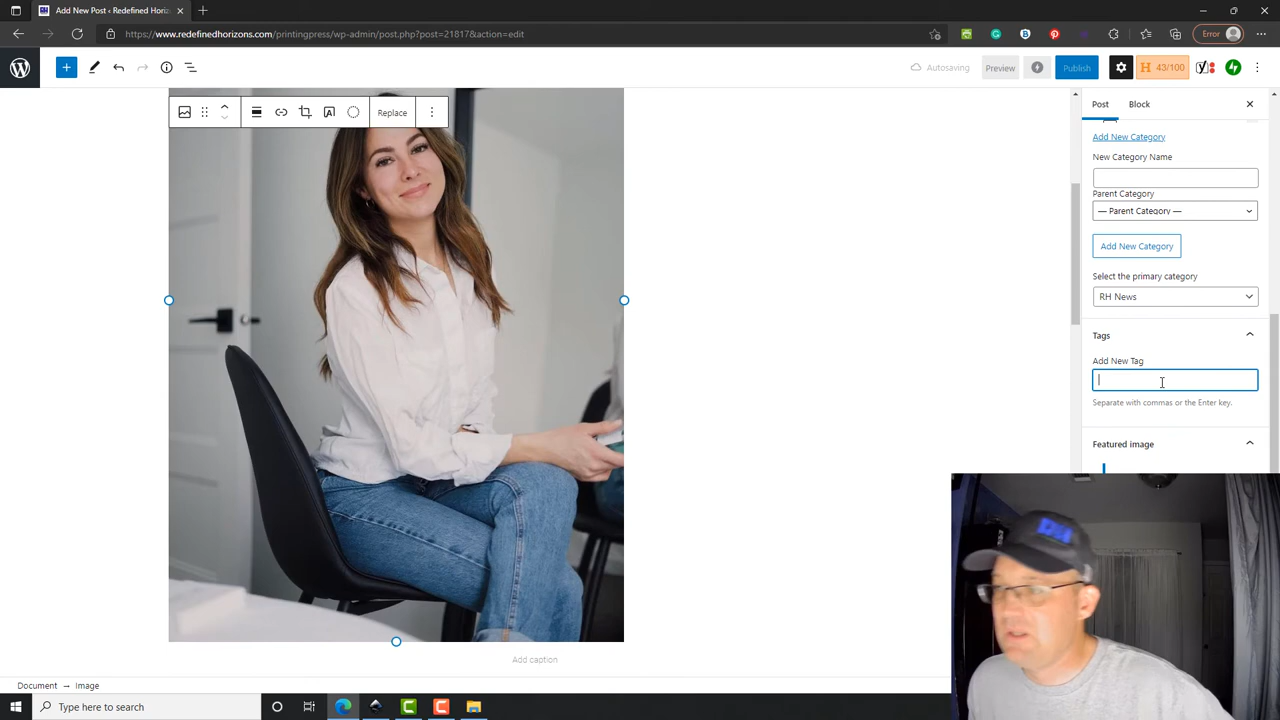 Add New Post ‹ Redefined Horiz
https://www.redefinedhorizons.com/printingpress/wp-admin/post.php?post=21817&action=edit
Error
Autosaving
Preview
Publish
43/100
Replace
Post
Block
Add New Category
New Category Name
Parent Category
— Parent Category —
Add New Category
Select the primary category
RH News
Tags
Add New Tag
Separate with commas or the Enter key.
Featured image
Add caption
Document → Image
Type here to search